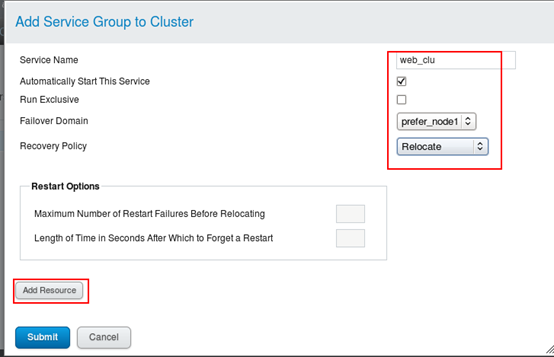 Add Service Group to Cluster
Service Name web_clu
Automatically Start This Service
Run Exclusive
Failover Domain prefer_node1
Recovery Policy Relocate
Restart Options
Maximum Number of Restart Failures Before Relocating
Length of Time in Seconds After Which to Forget a Restart
Add Resource
Submit Cancel